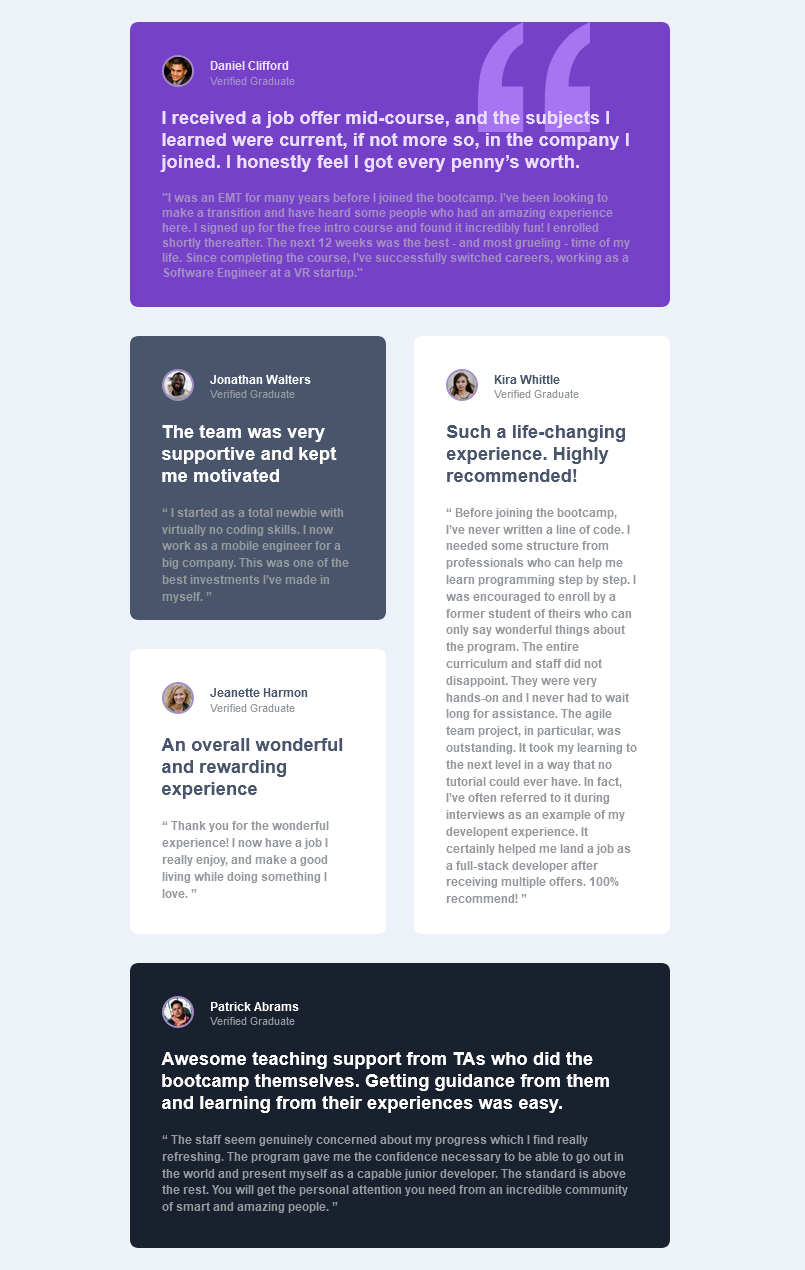 Daniel Clifford
Verified Graduate
I received a job offer mid-course, and the subjects I
learned were current, if not more so, in the company I
joined. I honestly feel I got every penny’s worth.
"I was an EMT for many years before I joined the bootcamp. I’ve been looking to
make a transition and have heard some people who had an amazing experience
here. I signed up for the free intro course and found it incredibly fun! I enrolled
shortly thereafter. The next 12 weeks was the best - and most grueling - time of my
life. Since completing the course, I’ve successfully switched careers, working as a
Software Engineer at a VR startup."
Jonathan Walters
Verified Graduate
The team was very
supportive and kept
me motivated
“ I started as a total newbie with
virtually no coding skills. I now
work as a mobile engineer for a
big company. This was one of the
best investments I’ve made in
myself. ”
Kira Whittle
Verified Graduate
Such a life-changing
experience. Highly
recommended!
“ Before joining the bootcamp,
I’ve never written a line of code. I
needed some structure from
professionals who can help me
learn programming step by step. I
was encouraged to enroll by a
former student of theirs who can
only say wonderful things about
the program. The entire
curriculum and staff did not
disappoint. They were very
hands-on and I never had to wait
long for assistance. The agile
team project, in particular, was
outstanding. It took my learning to
the next level in a way that no
tutorial could ever have. In fact,
I’ve often referred to it during
interviews as an example of my
developent experience. It
certainly helped me land a job as
a full-stack developer after
receiving multiple offers. 100%
recommend! ”
Jeanette Harmon
Verified Graduate
An overall wonderful
and rewarding
experience
“ Thank you for the wonderful
experience! I now have a job I
really enjoy, and make a good
living while doing something I
love. ”
Patrick Abrams
Verified Graduate
Awesome teaching support from TAs who did the
bootcamp themselves. Getting guidance from them
and learning from their experiences was easy.
“ The staff seem genuinely concerned about my progress which I find really
refreshing. The program gave me the confidence necessary to be able to go out in
the world and present myself as a capable junior developer. The standard is above
the rest. You will get the personal attention you need from an incredible community
of smart and amazing people. ”